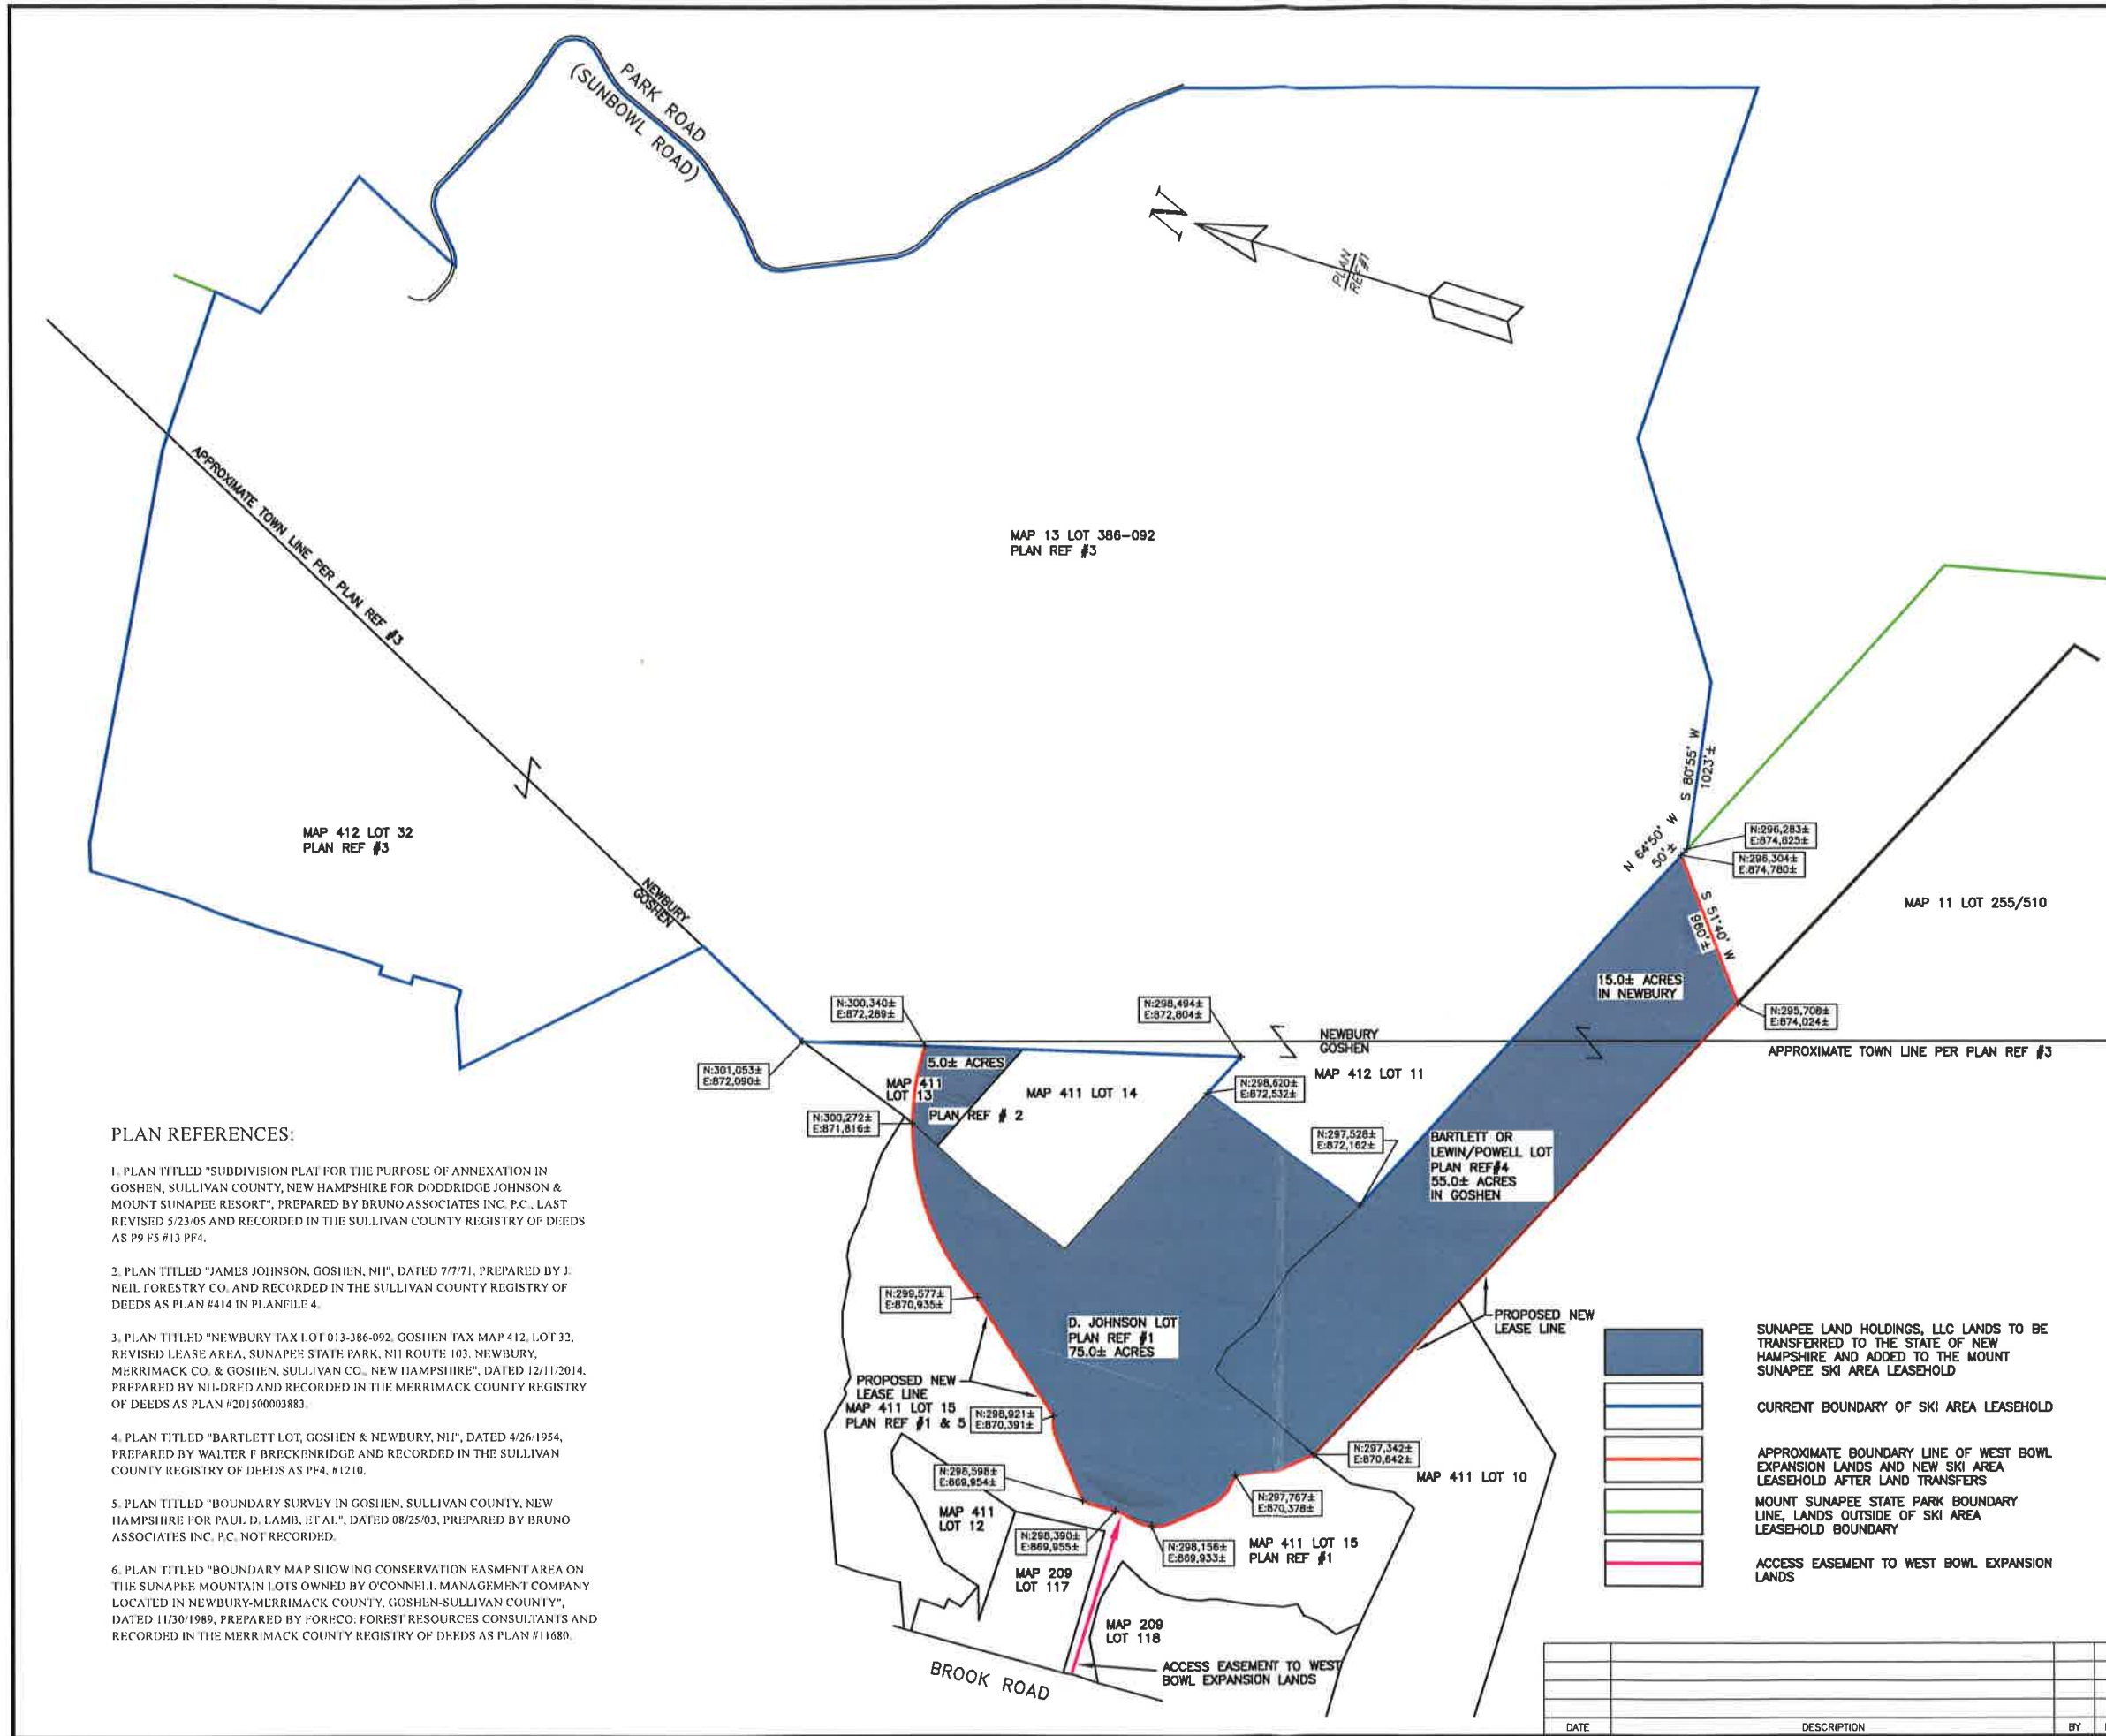 PARK ROAD
(SUNBOWL ROAD)
N
PLAN
REF#1
MAP 13 LOT 386-092
PLAN REF #3
APPROXIMATE TOWN LINE PER PLAN REF #3
MAP 412 LOT 32
PLAN REF #3
NEWBURY
GOSHEN
S 80°55' W
1023'±
N 64°50' W
50'±
N:296,283±
E:874,825±
N:296,304±
E:874,780±
S 51°40' W
960'±
MAP 11 LOT 255/510
15.0± ACRES
IN NEWBURY
N:295,708±
E:874,024±
N:300,340±
E:872,289±
N:298,494±
E:872,804±
NEWBURY
GOSHEN
APPROXIMATE TOWN LINE PER PLAN REF #3
N:301,053±
E:872,090±
5.0± ACRES
MAP 411
LOT 13
MAP 411 LOT 14
PLAN REF # 2
N:298,620±
E:872,532±
MAP 412 LOT 11
N:300,272±
E:871,816±
N:297,528±
E:872,162±
BARTLETT OR
LEWIN/POWELL LOT
PLAN REF#4
55.0± ACRES
IN GOSHEN
N:299,577±
E:870,935±
D. JOHNSON LOT
PLAN REF #1
75.0± ACRES
PROPOSED NEW
LEASE LINE
PROPOSED NEW
LEASE LINE
MAP 411 LOT 15
PLAN REF #1 & 5
N:298,921±
E:870,391±
N:297,342±
E:870,642±
MAP 411 LOT 10
N:298,598±
E:869,954±
N:297,767±
E:870,378±
MAP 411
LOT 12
N:298,390±
E:869,955±
N:298,156±
E:869,933±
MAP 411 LOT 15
PLAN REF #1
MAP 209
LOT 117
MAP 209
LOT 118
ACCESS EASEMENT TO WEST
BOWL EXPANSION LANDS
BROOK ROAD
PLAN REFERENCES:
1. PLAN TITLED "SUBDIVISION PLAT FOR THE PURPOSE OF ANNEXATION IN
GOSHEN, SULLIVAN COUNTY, NEW HAMPSHIRE FOR DODDRIDGE JOHNSON &
MOUNT SUNAPEE RESORT", PREPARED BY BRUNO ASSOCIATES INC. P.C., LAST
REVISED 5/23/05 AND RECORDED IN THE SULLIVAN COUNTY REGISTRY OF DEEDS
AS P9 F5 #13 PF4.
2. PLAN TITLED "JAMES JOHNSON, GOSHEN, NH", DATED 7/7/71, PREPARED BY J.
NEIL FORESTRY CO. AND RECORDED IN THE SULLIVAN COUNTY REGISTRY OF
DEEDS AS PLAN #414 IN PLANFILE 4.
3. PLAN TITLED "NEWBURY TAX LOT 013-386-092, GOSHEN TAX MAP 412, LOT 32,
REVISED LEASE AREA, SUNAPEE STATE PARK, NH ROUTE 103, NEWBURY,
MERRIMACK CO. & GOSHEN, SULLIVAN CO., NEW HAMPSHIRE", DATED 12/11/2014,
PREPARED BY NH-DRED AND RECORDED IN THE MERRIMACK COUNTY REGISTRY
OF DEEDS AS PLAN #201500003883.
4. PLAN TITLED "BARTLETT LOT, GOSHEN & NEWBURY, NH", DATED 4/26/1954,
PREPARED BY WALTER F BRECKENRIDGE AND RECORDED IN THE SULLIVAN
COUNTY REGISTRY OF DEEDS AS PF4, #1210.
5. PLAN TITLED "BOUNDARY SURVEY IN GOSHEN, SULLIVAN COUNTY, NEW
HAMPSHIRE FOR PAUL D. LAMB, ET AL", DATED 08/25/03, PREPARED BY BRUNO
ASSOCIATES INC. P.C. NOT RECORDED.
6. PLAN TITLED "BOUNDARY MAP SHOWING CONSERVATION EASMENT AREA ON
THE SUNAPEE MOUNTAIN LOTS OWNED BY O'CONNELL MANAGEMENT COMPANY
LOCATED IN NEWBURY-MERRIMACK COUNTY, GOSHEN-SULLIVAN COUNTY",
DATED 11/30/1989, PREPARED BY FORECO: FOREST RESOURCES CONSULTANTS AND
RECORDED IN THE MERRIMACK COUNTY REGISTRY OF DEEDS AS PLAN #11680.
SUNAPEE LAND HOLDINGS, LLC LANDS TO BE
TRANSFERRED TO THE STATE OF NEW
HAMPSHIRE AND ADDED TO THE MOUNT
SUNAPEE SKI AREA LEASEHOLD
CURRENT BOUNDARY OF SKI AREA LEASEHOLD
APPROXIMATE BOUNDARY LINE OF WEST BOWL
EXPANSION LANDS AND NEW SKI AREA
LEASEHOLD AFTER LAND TRANSFERS
MOUNT SUNAPEE STATE PARK BOUNDARY
LINE, LANDS OUTSIDE OF SKI AREA
LEASEHOLD BOUNDARY
ACCESS EASEMENT TO WEST BOWL EXPANSION
LANDS
DATE DESCRIPTION BY